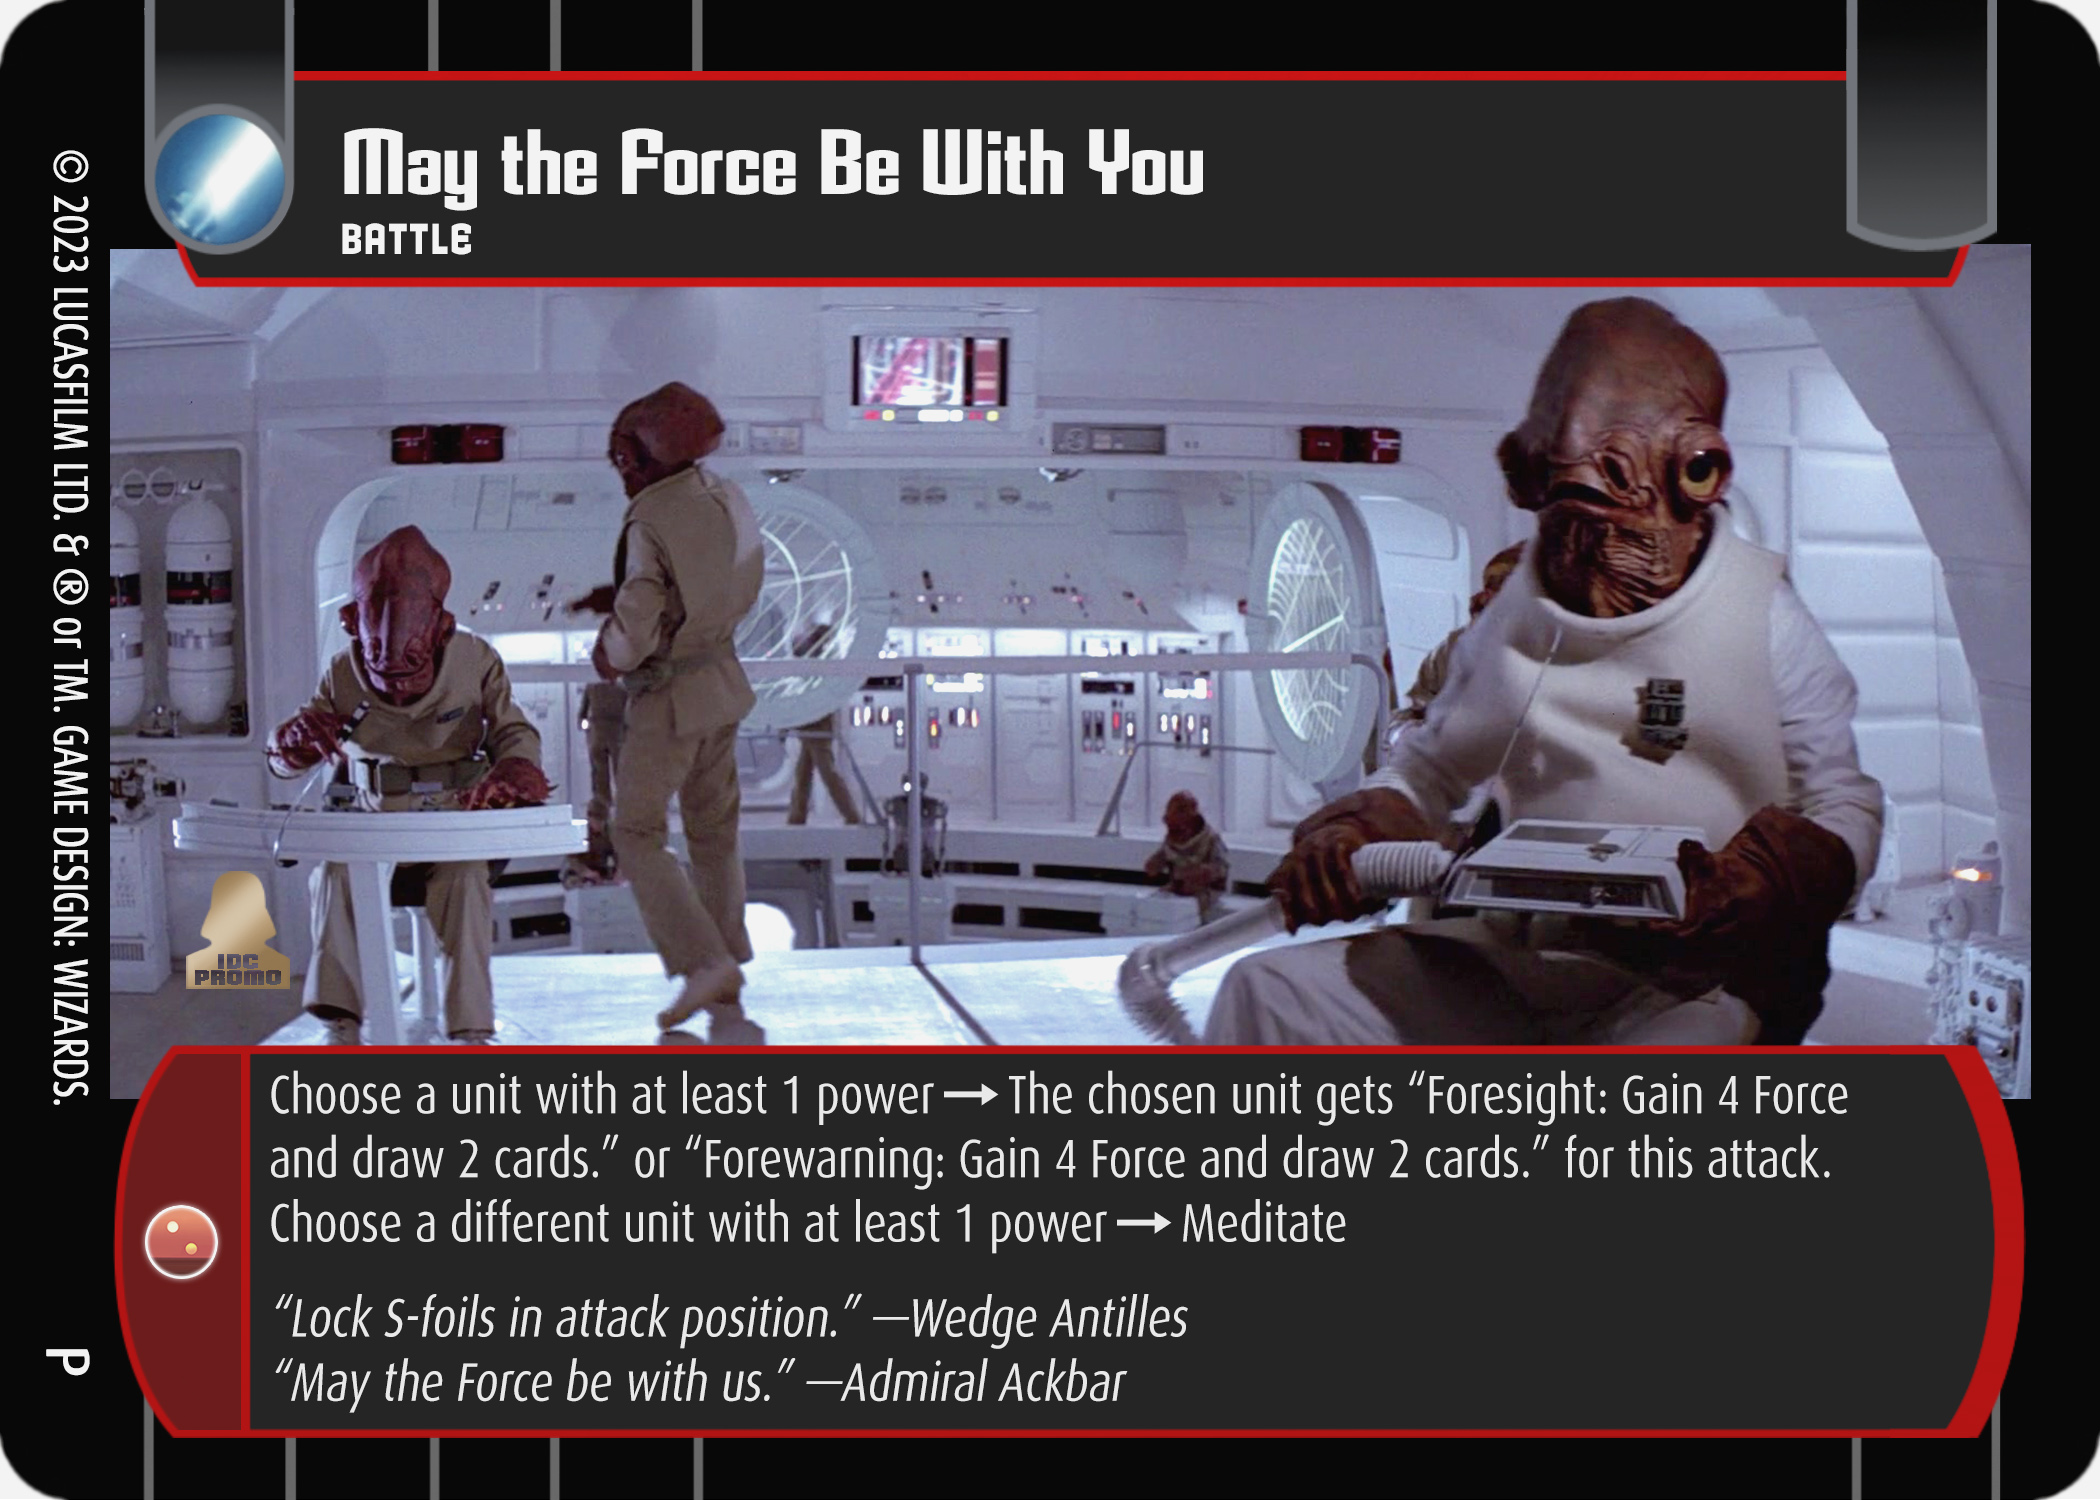 May the Force Be With You
BATTLE
© 2023 LUCASFILM LTD. & ® or TM. GAME DESIGN: WIZARDS.
P
IDC
PROMO
Choose a unit with at least 1 power → The chosen unit gets “Foresight: Gain 4 Force
and draw 2 cards.” or “Forewarning: Gain 4 Force and draw 2 cards.” for this attack.
Choose a different unit with at least 1 power → Meditate
“Lock S-foils in attack position.” —Wedge Antilles
“May the Force be with us.” —Admiral Ackbar